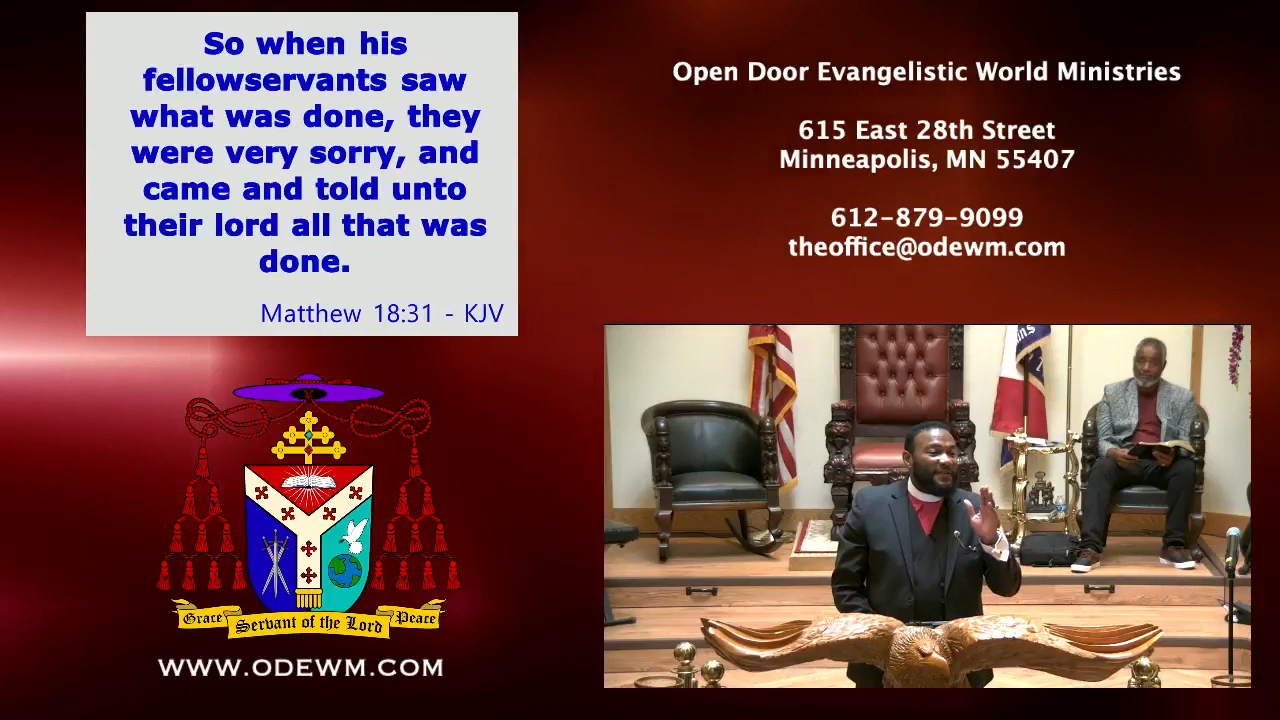 So when his
fellowservants saw
what was done, they
were very sorry, and
came and told unto
their lord all that was
done.
Matthew 18:31 - KJV
Open Door Evangelistic World Ministries
615 East 28th Street
Minneapolis, MN 55407
612-879-9099
theoffice@odewm.com
Grace
Servant of the Lord
Peace
WWW.ODEWM.COM